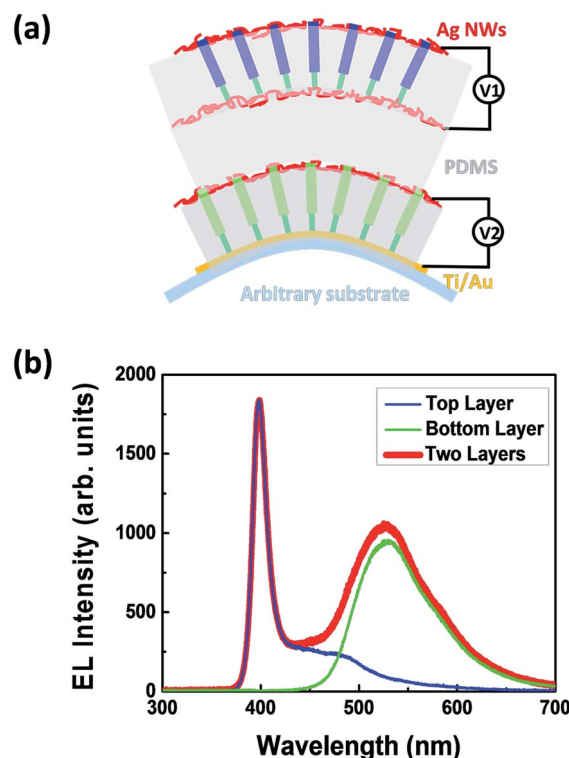 (a)
Ag NWs
V1
PDMS
V2
Ti/Au
Arbitrary substrate
(b)
EL Intensity (arb. units)
2000
1500
1000
500
0
Top Layer
Bottom Layer
Two Layers
300 400 500 600 700
Wavelength (nm)